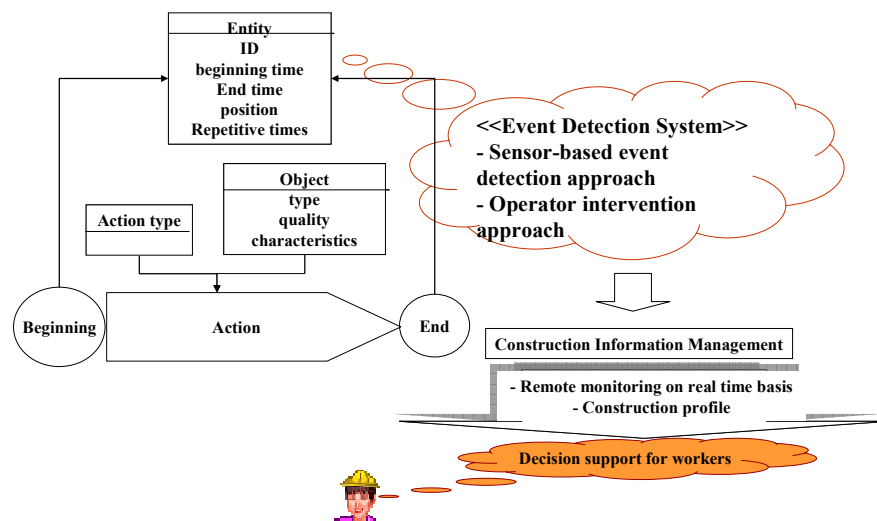 Entity
ID
beginning time
End time
position
Repetitive times
<<Event Detection System>>
- Sensor-based event
detection approach
- Operator intervention
approach
Object
type
quality
characteristics
Action type
Beginning
Action
End
Construction Information Management
- Remote monitoring on real time basis
- Construction profile
Decision support for workers